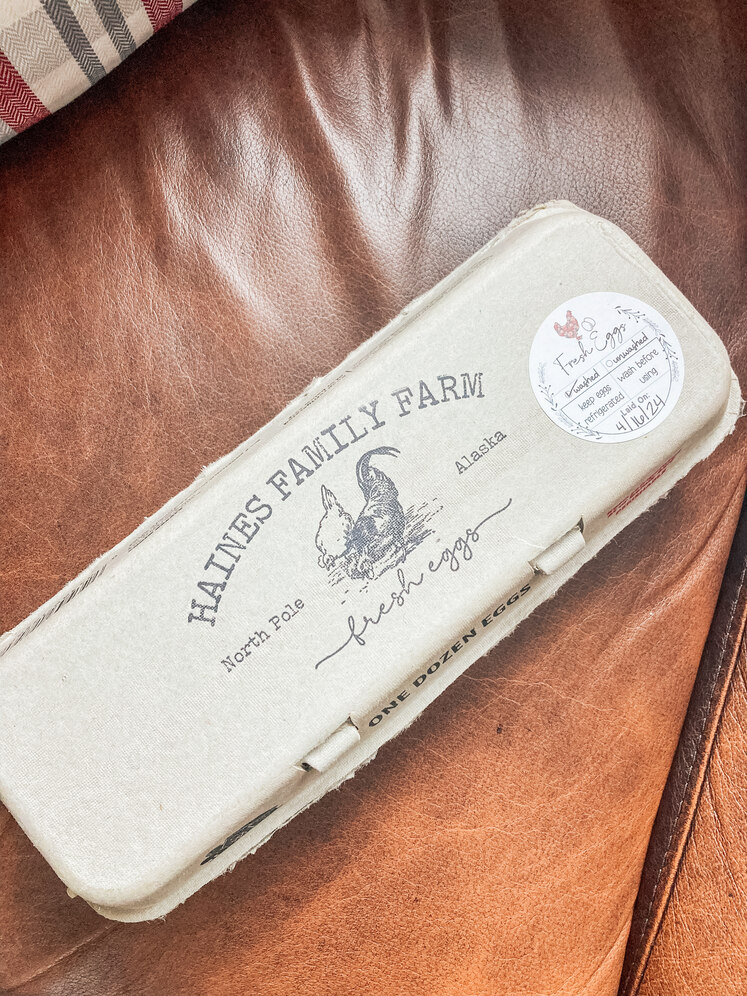 HAINES FAMILY FARM
North Pole
Alaska
fresh eggs
ONE DOZEN EGGS
Fresh Eggs
washed
unwashed
keep eggs
refrigerated
wash before
using
Laid On:
4/16/24